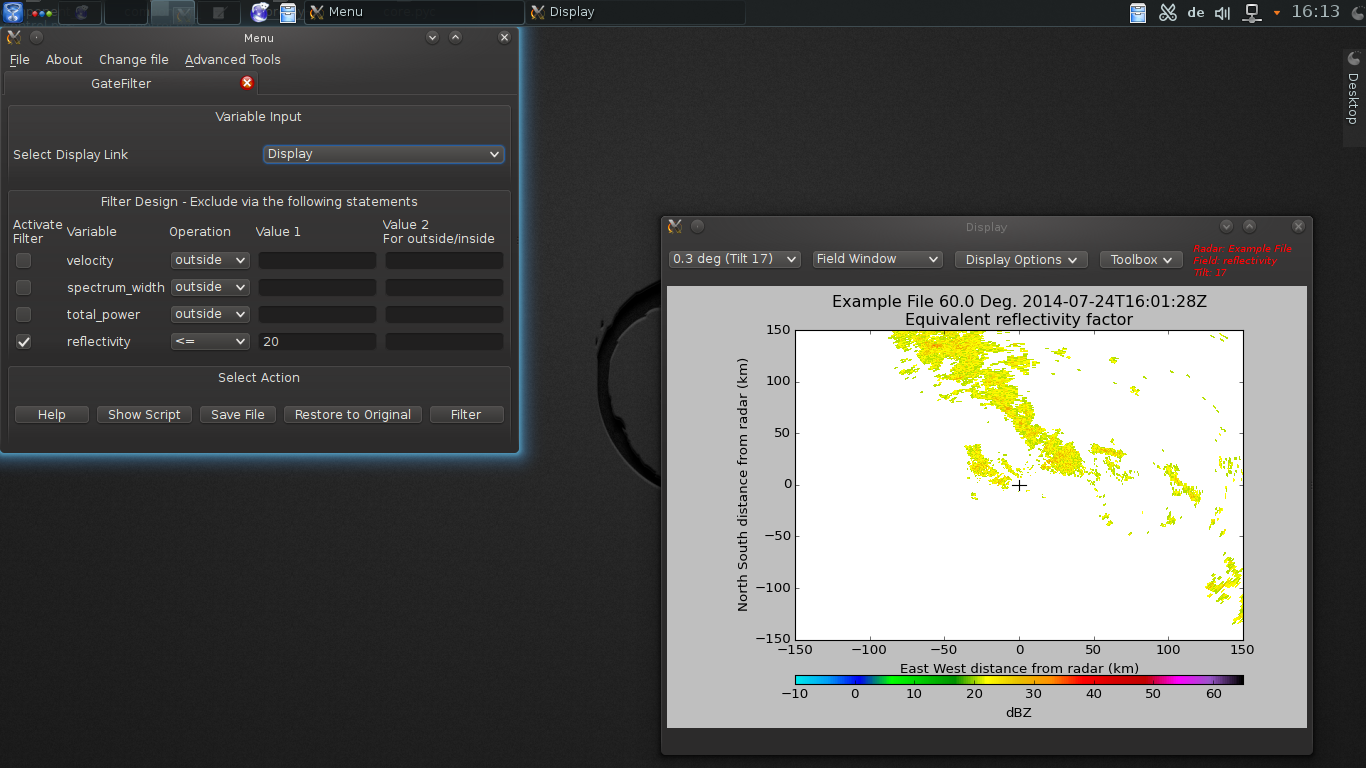 Menu
Display
de
16:13
Desktop
Menu
File About Change file Advanced Tools
GateFilter
Variable Input
Select Display Link Display
Filter Design - Exclude via the following statements
Activate Filter Variable Operation Value 1 Value 2 For outside/inside
velocity outside
spectrum_width outside
total_power outside
reflectivity <= 20
Select Action
Help Show Script Save File Restore to Original Filter
Display
0.3 deg (Tilt 17) Field Window Display Options Toolbox
Radar: Example File
Field: reflectivity
Tilt: 17
Example File 60.0 Deg. 2014-07-24T16:01:28Z
Equivalent reflectivity factor
North South distance from radar (km)
150
100
50
0
−50
−100
−150
−150 −100 −50 0 50 100 150
East West distance from radar (km)
−10 0 10 20 30 40 50 60
dBZ